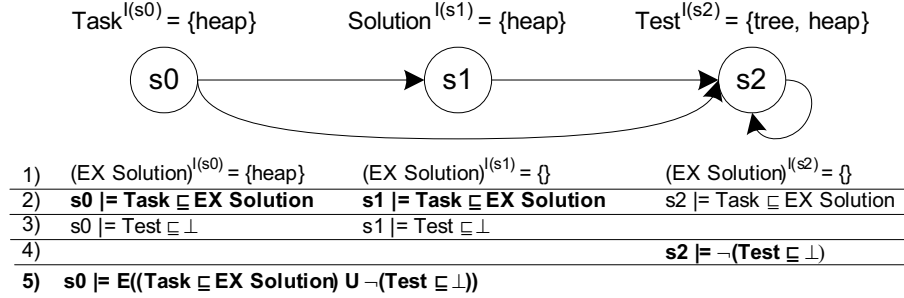 Task^I(s0) = {heap} Solution^I(s1) = {heap} Test^I(s2) = {tree, heap}
s0 s1 s2
1) (EX Solution)^I(s0) = {heap} (EX Solution)^I(s1) = {} (EX Solution)^I(s2) = {}
2) s0 |= Task ⊑ EX Solution s1 |= Task ⊑ EX Solution s2 |= Task ⊑ EX Solution
3) s0 |= Test ⊑ ⊥ s1 |= Test ⊑ ⊥
4) s2 |= ¬(Test ⊑ ⊥)
5) s0 |= E((Task ⊑ EX Solution) U ¬(Test ⊑ ⊥))